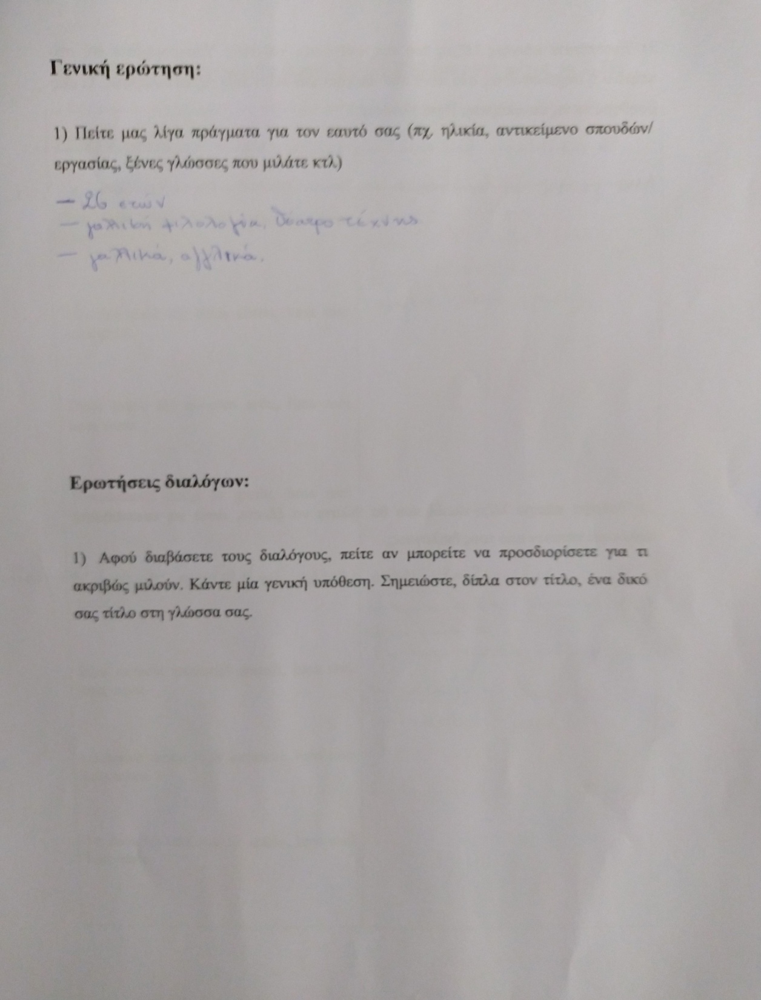 Γενική ερώτηση:
1) Πείτε μας λίγα πράγματα για τον εαυτό σας (πχ. ηλικία, αντικείμενο σπουδών/
εργασίας, ξένες γλώσσες που μιλάτε κτλ)
— 26 ετών
— γαλλική φιλολογία, θέατρο τέχνης
— γαλλικά, αγγλικά.
Ερωτήσεις διαλόγων:
1) Αφού διαβάσετε τους διαλόγους, πείτε αν μπορείτε να προσδιορίσετε για τι
ακριβώς μιλούν. Κάντε μία γενική υπόθεση. Σημειώστε, δίπλα στον τίτλο, ένα δικό
σας τίτλο στη γλώσσα σας.